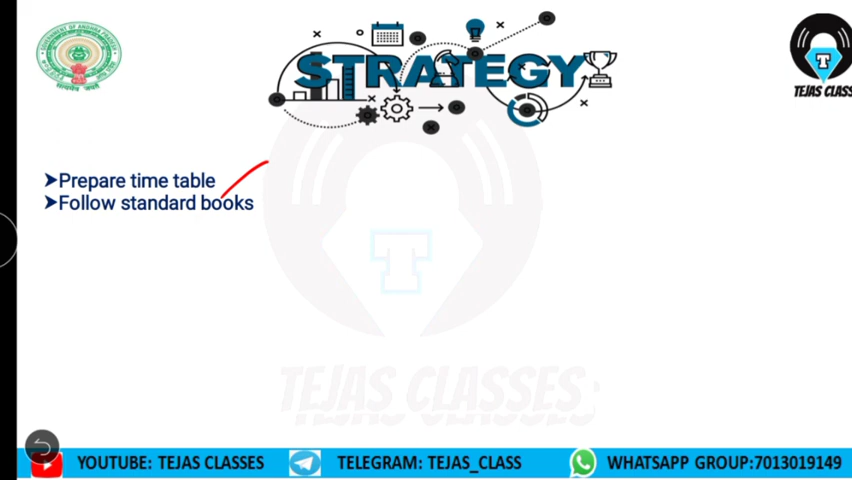 STRATEGY
TEJAS CLASS
➤Prepare time table
➤Follow standard books
T
TEJAS CLASSES
YOUTUBE: TEJAS CLASSES
TELEGRAM: TEJAS_CLASS
WHATSAPP GROUP:7013019149